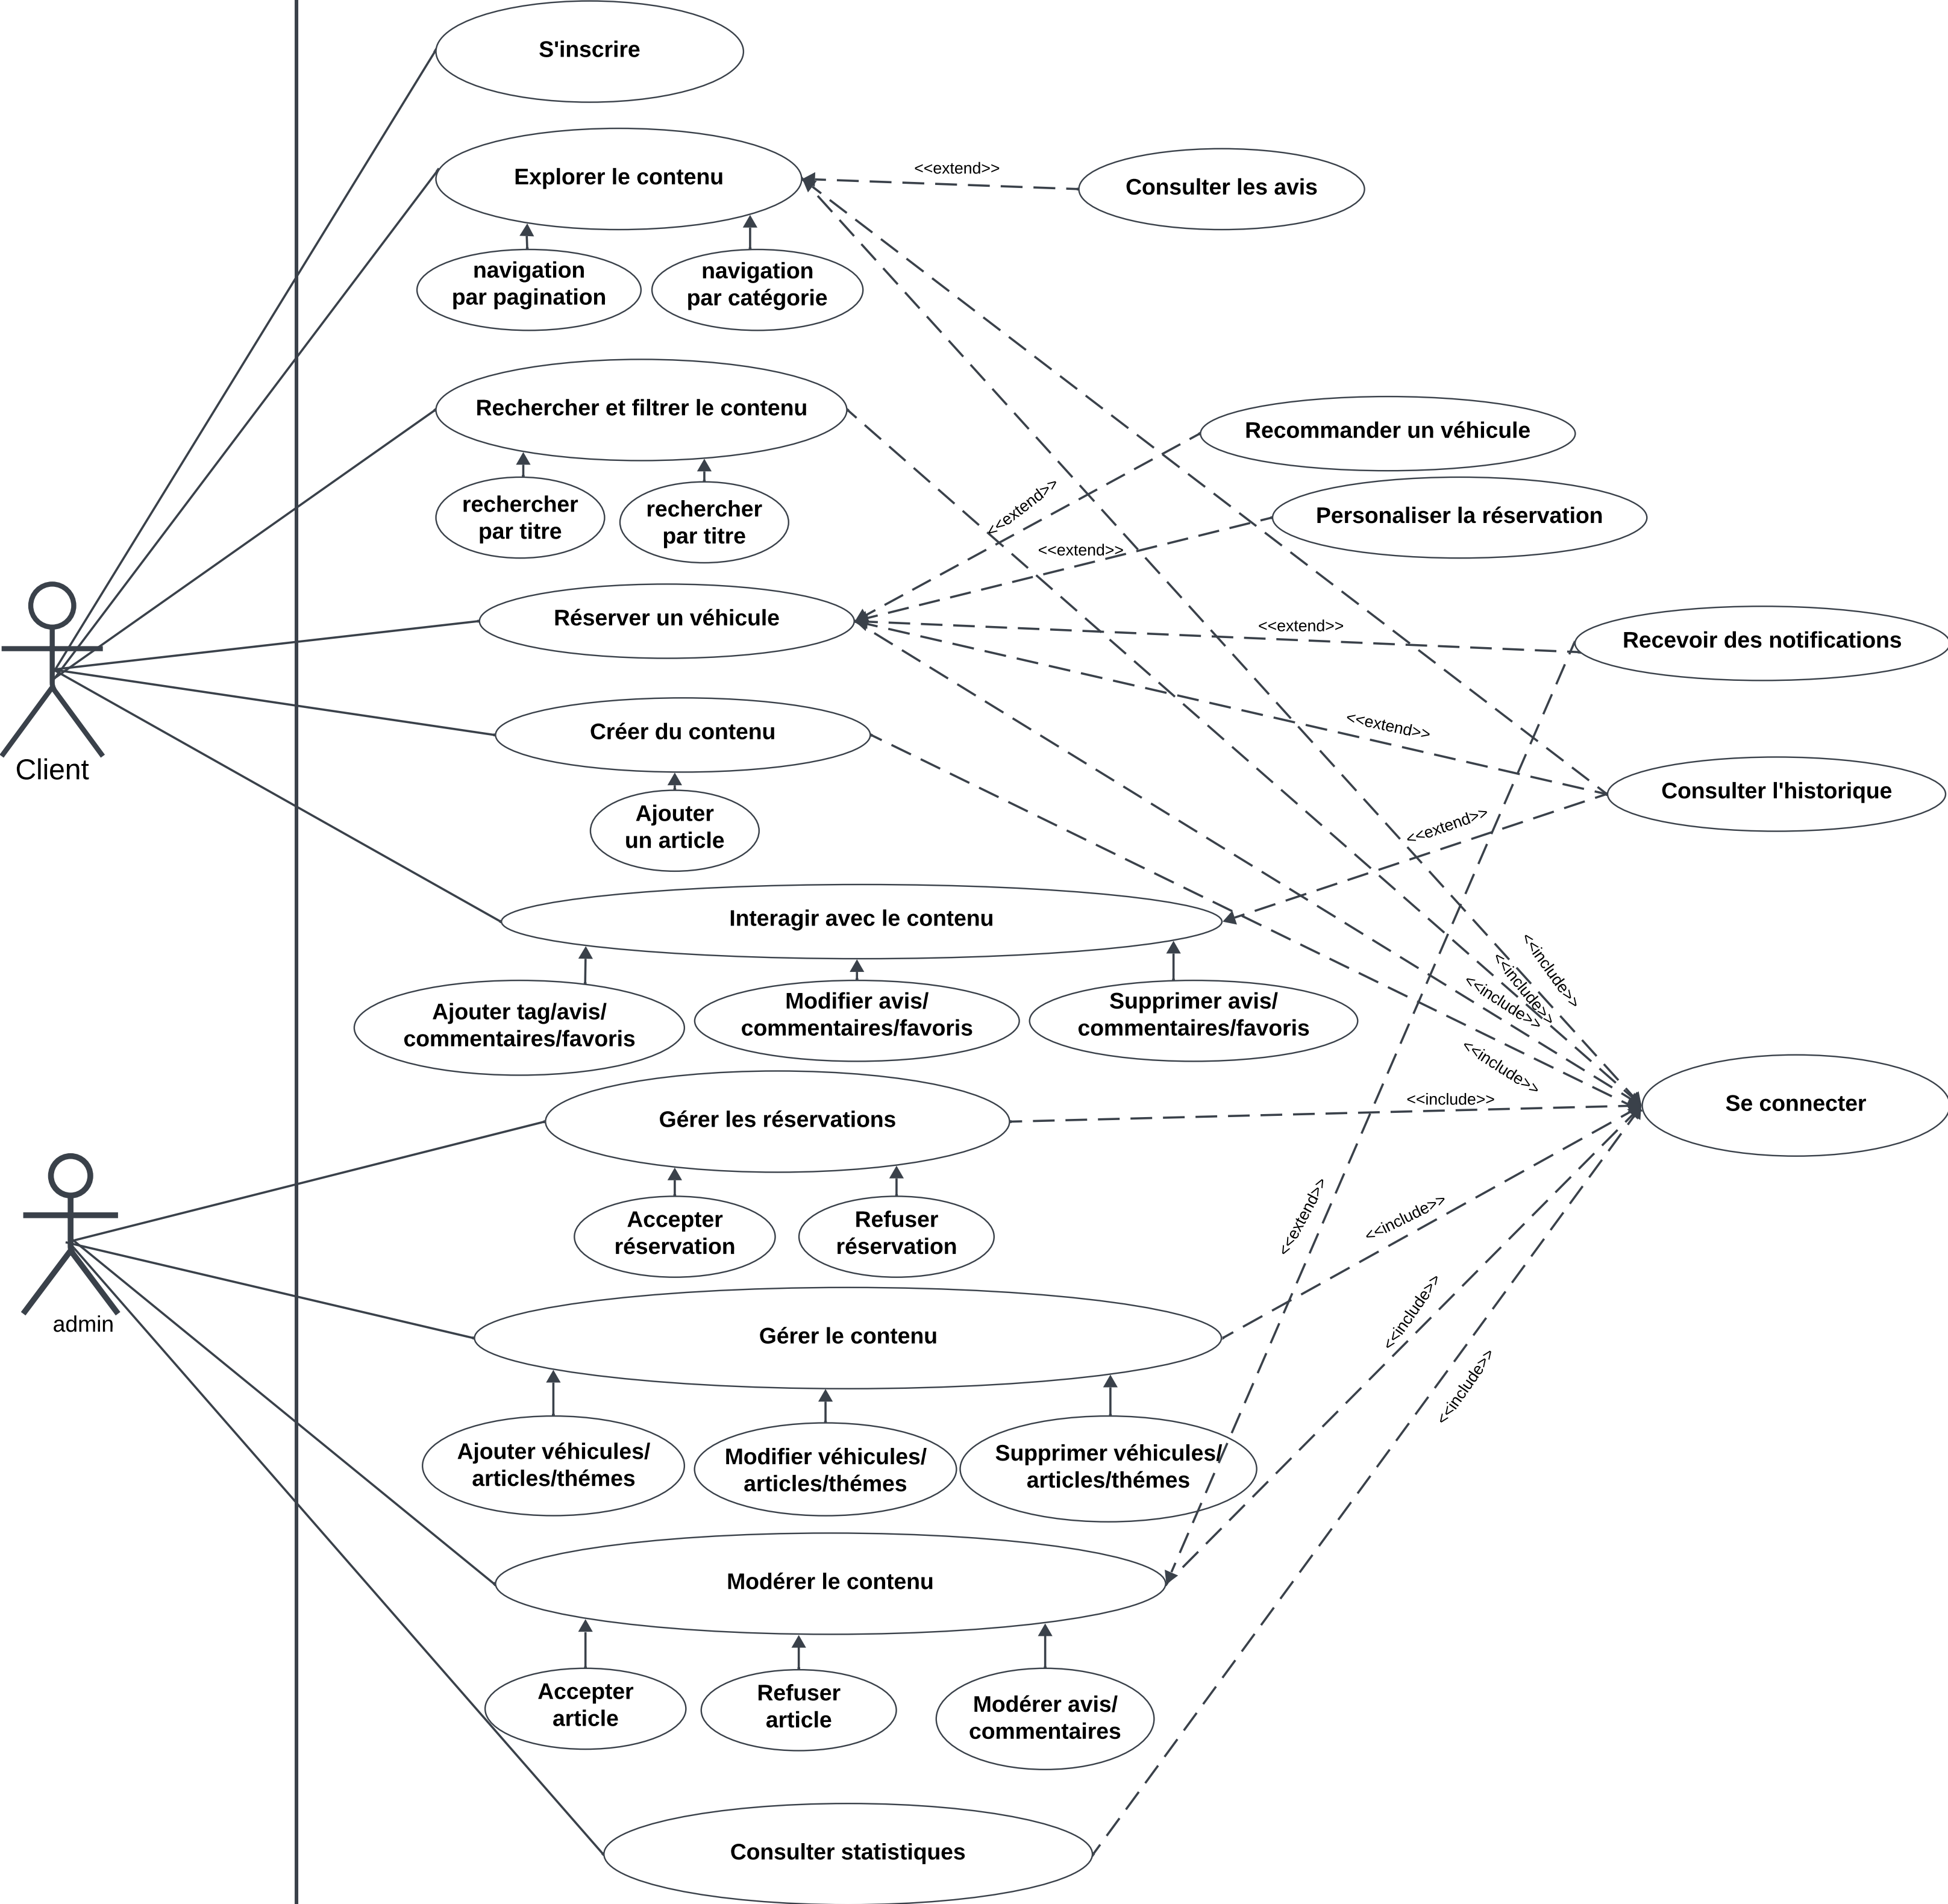 S'inscrire
Explorer le contenu
<<extend>>
Consulter les avis
navigation
par pagination
navigation
par catégorie
Rechercher et filtrer le contenu
Recommander un véhicule
rechercher
par titre
rechercher
par titre
<<extend>>
Personaliser la réservation
<<extend>>
Réserver un véhicule
<<extend>>
Recevoir des notifications
Client
Créer du contenu
<<extend>>
Consulter l'historique
Ajouter
un article
<<extend>>
Interagir avec le contenu
<<include>>
<<include>>
<<include>>
Ajouter tag/avis/
commentaires/favoris
Modifier avis/
commentaires/favoris
Supprimer avis/
commentaires/favoris
<<include>>
Gérer les réservations
<<include>>
Se connecter
Accepter
réservation
Refuser
réservation
<<extend>>
<<include>>
admin
Gérer le contenu
<<include>>
<<include>>
Ajouter véhicules/
articles/thémes
Modifier véhicules/
articles/thémes
Supprimer véhicules/
articles/thémes
Modérer le contenu
Accepter
article
Refuser
article
Modérer avis/
commentaires
Consulter statistiques